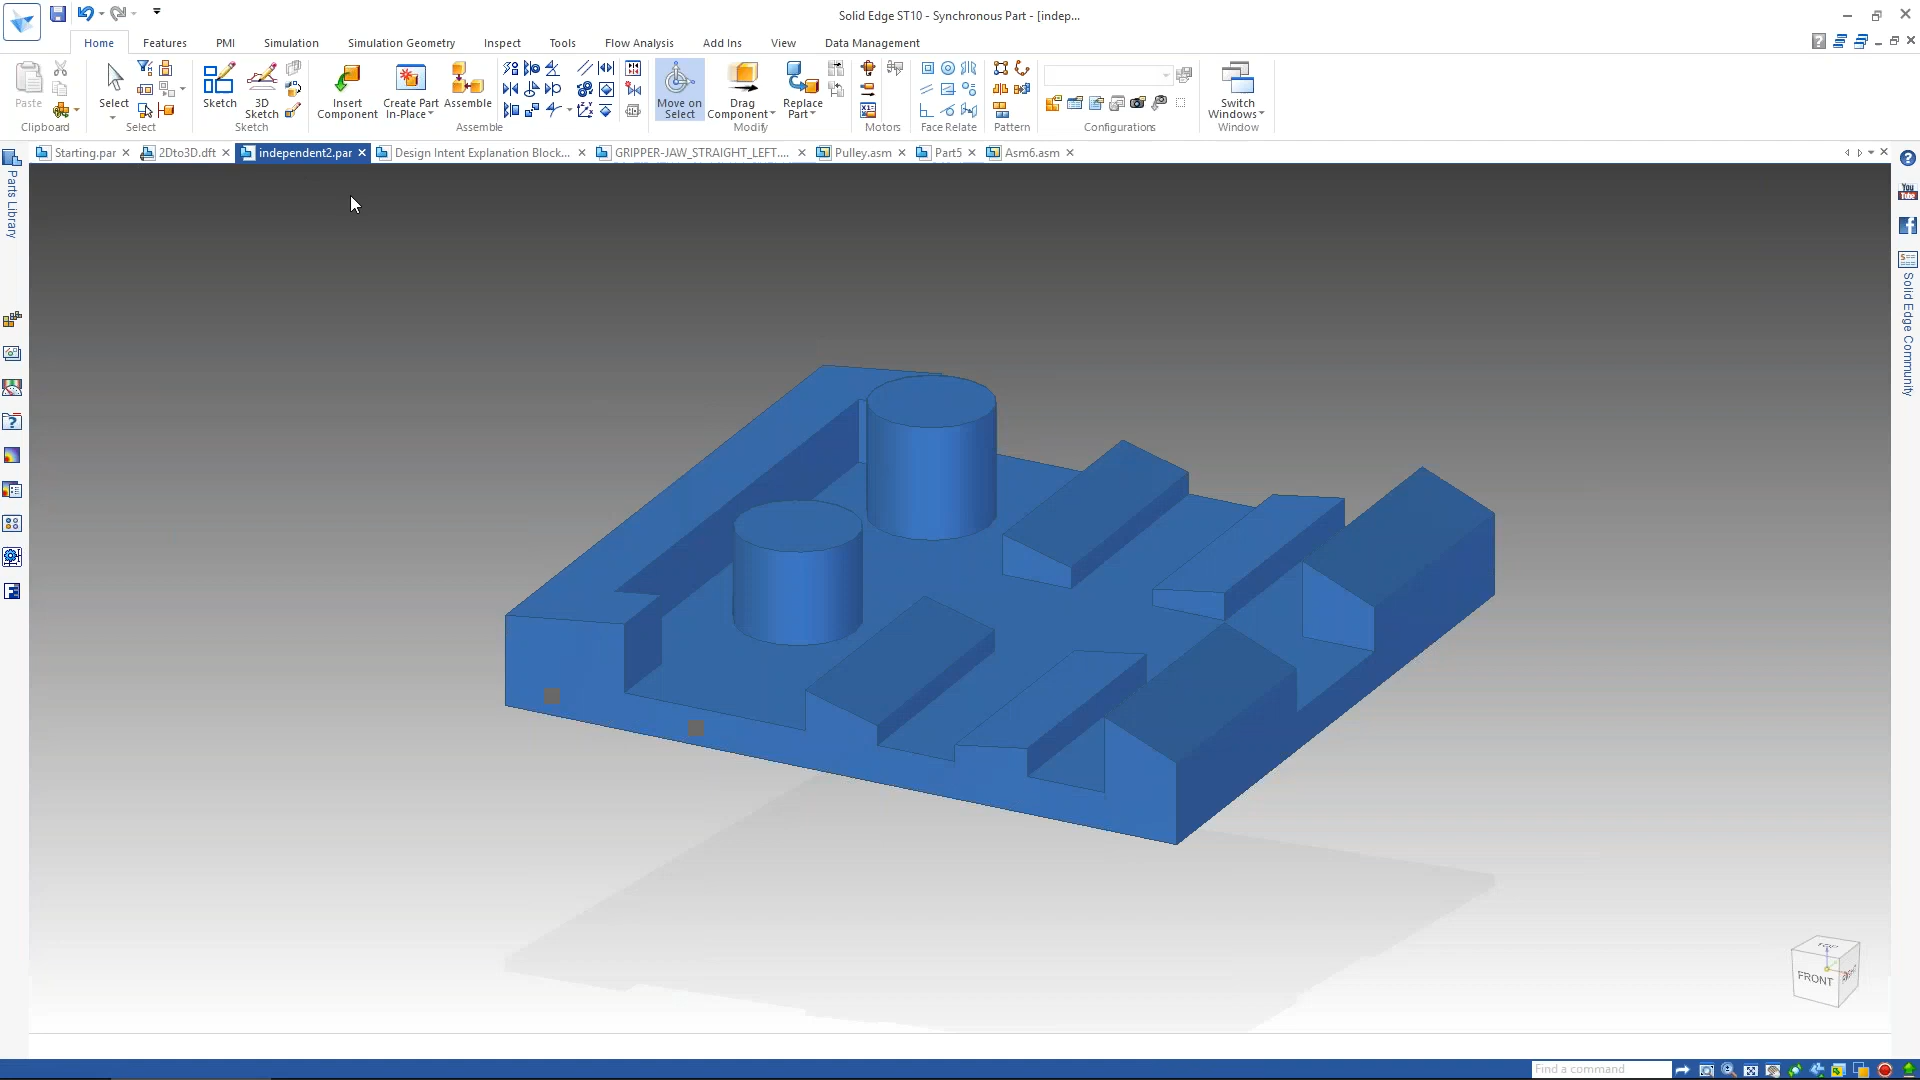 Solid Edge ST10 - Synchronous Part - [indep...
Home Features PMI Simulation Simulation Geometry Inspect Tools Flow Analysis Add Ins View Data Management
Paste
Clipboard
Select
Select
Sketch
3D Sketch
Sketch
Insert Component
Create Part In-Place
Assemble
Assemble
Move on Select
Drag Component
Replace Part
Modify
Motors
Face Relate
Pattern
Configurations
Switch Windows
Window
Starting.par 2Dto3D.dft independent2.par Design Intent Explanation Block... GRIPPER-JAW_STRAIGHT_LEFT.... Pulley.asm Part5 Asm6.asm
Parts Library
You Tube
Solid Edge Community
TOP
FRONT
Find a command